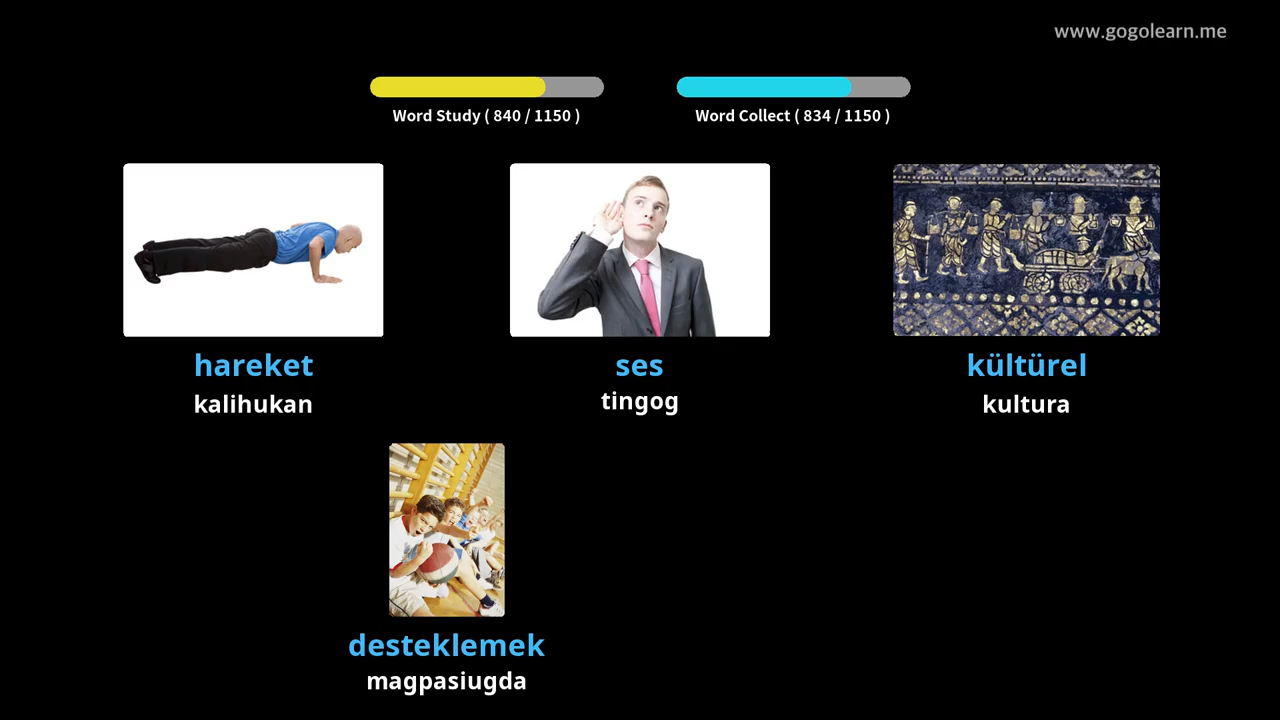 www.gogolearn.me
Word Study ( 840 / 1150 )
Word Collect ( 834 / 1150 )
hareket
kalihukan
ses
tingog
kültürel
kultura
desteklemek
magpasiugda